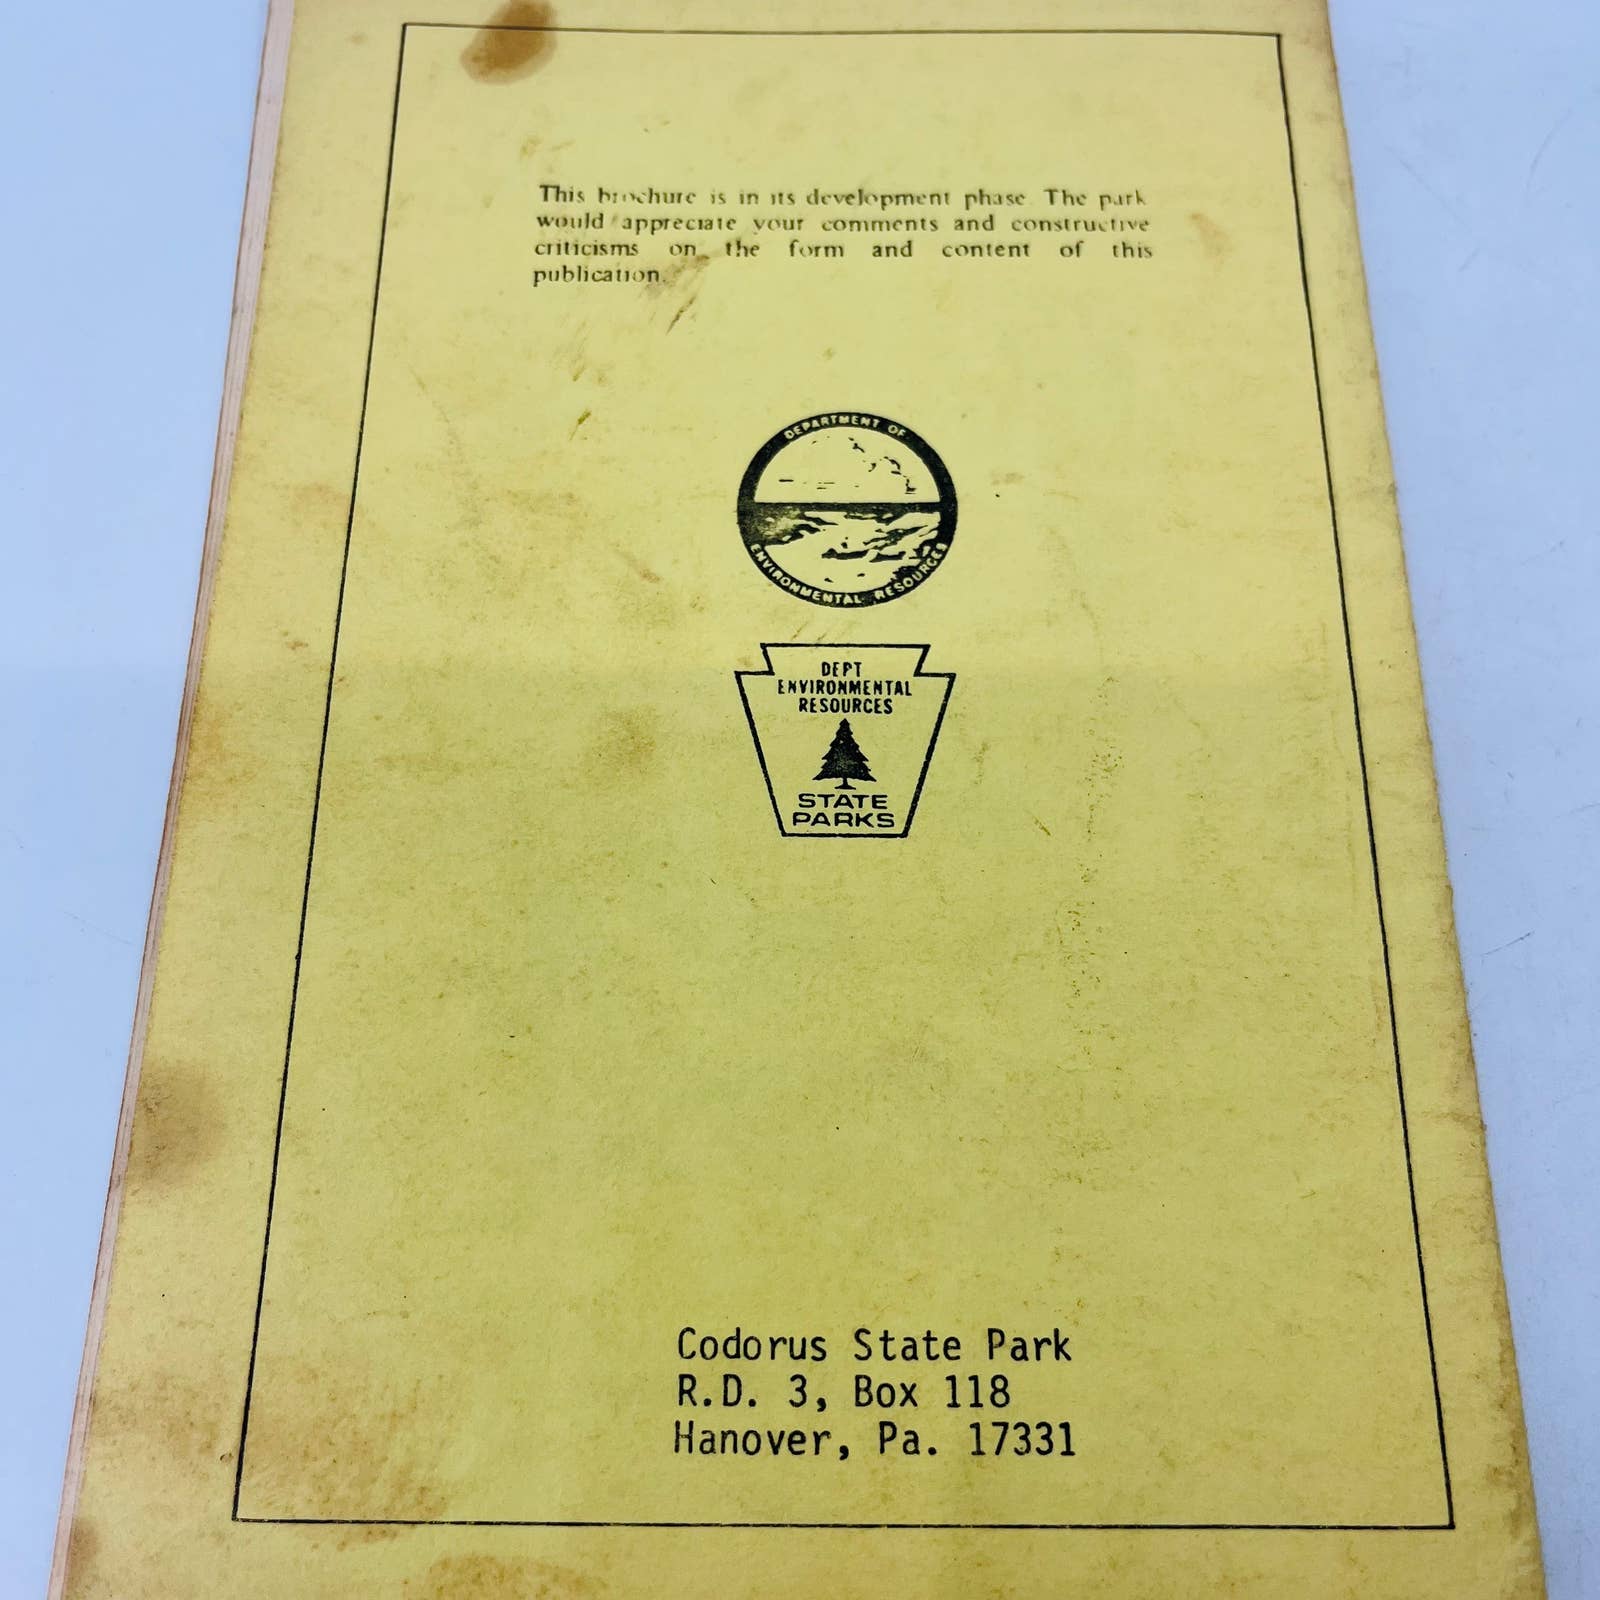 This brochure is in its development phase. The park
would appreciate your comments and constructive
criticisms on the form and content of this
publication.
DEPARTMENT OF
ENVIRONMENTAL RESOURCES
DEPT
ENVIRONMENTAL
RESOURCES
STATE
PARKS
Codorus State Park
R.D. 3, Box 118
Hanover, Pa. 17331